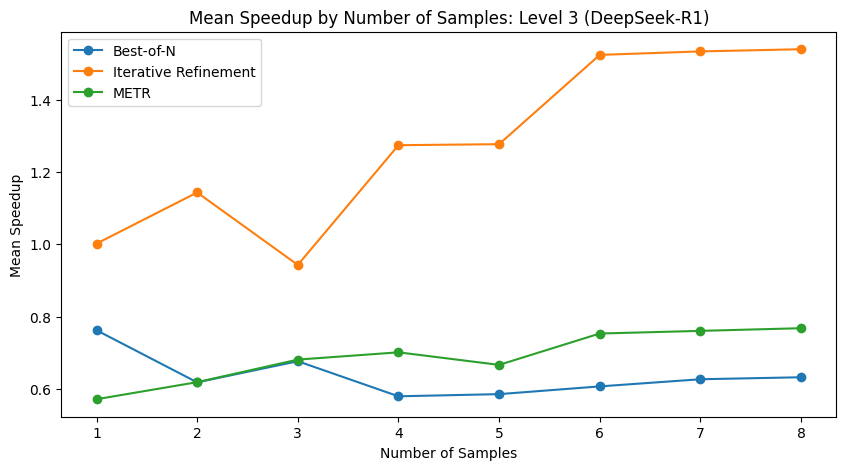 Mean Speedup by Number of Samples: Level 3 (DeepSeek-R1)
Best-of-N
Iterative Refinement
METR
Mean Speedup
1.4
1.2
1.0
0.8
0.6
1 2 3 4 5 6 7 8
Number of Samples